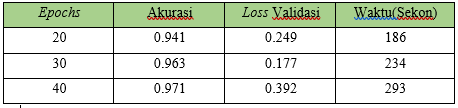 Epochs Akurasi Loss Validasi Waktu(Sekon)
20 0.941 0.249 186
30 0.963 0.177 234
40 0.971 0.392 293